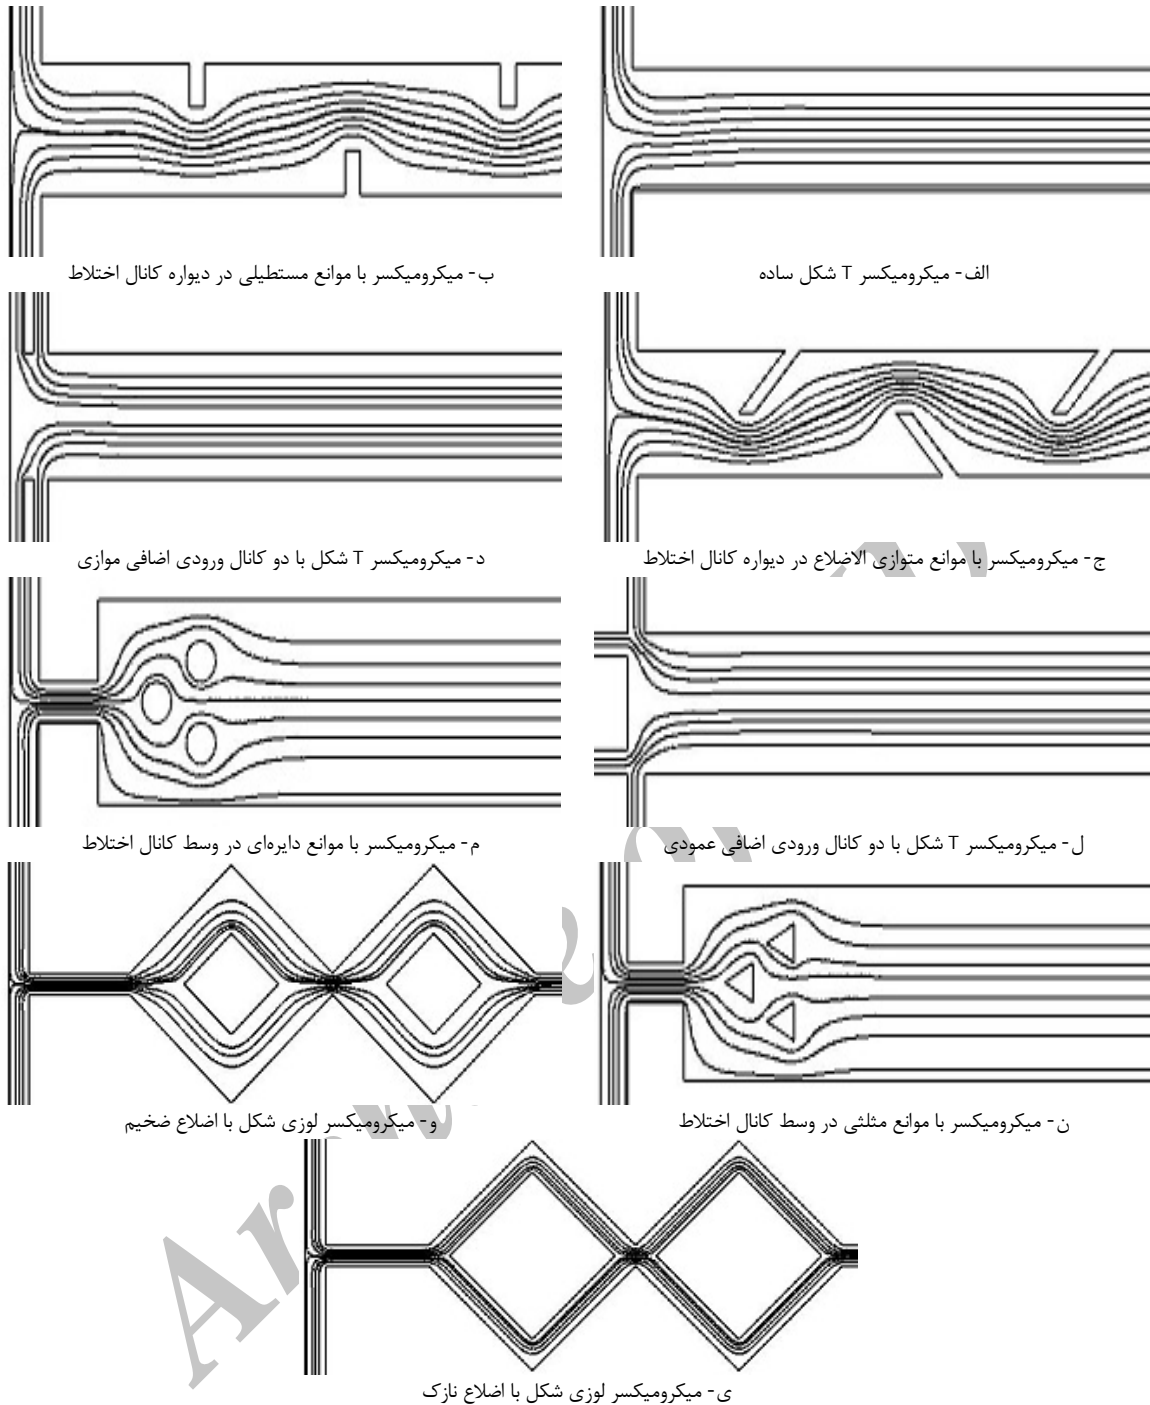 الف- میکرومیکسر T شکل ساده
ب- میکرومیکسر با موانع مستطیلی در دیواره کانال اختلاط
ج- میکرومیکسر با موانع متوازی الاضلاع در دیواره کانال اختلاط
د- میکرومیکسر T شکل با دو کانال ورودی اضافی موازی
ل- میکرومیکسر T شکل با دو کانال ورودی اضافی عمودی
م- میکرومیکسر با موانع دایره‌ای در وسط کانال اختلاط
ن- میکرومیکسر با موانع مثلثی در وسط کانال اختلاط
و- میکرومیکسر لوزی شکل با اضلاع ضخیم
ی- میکرومیکسر لوزی شکل با اضلاع نازک